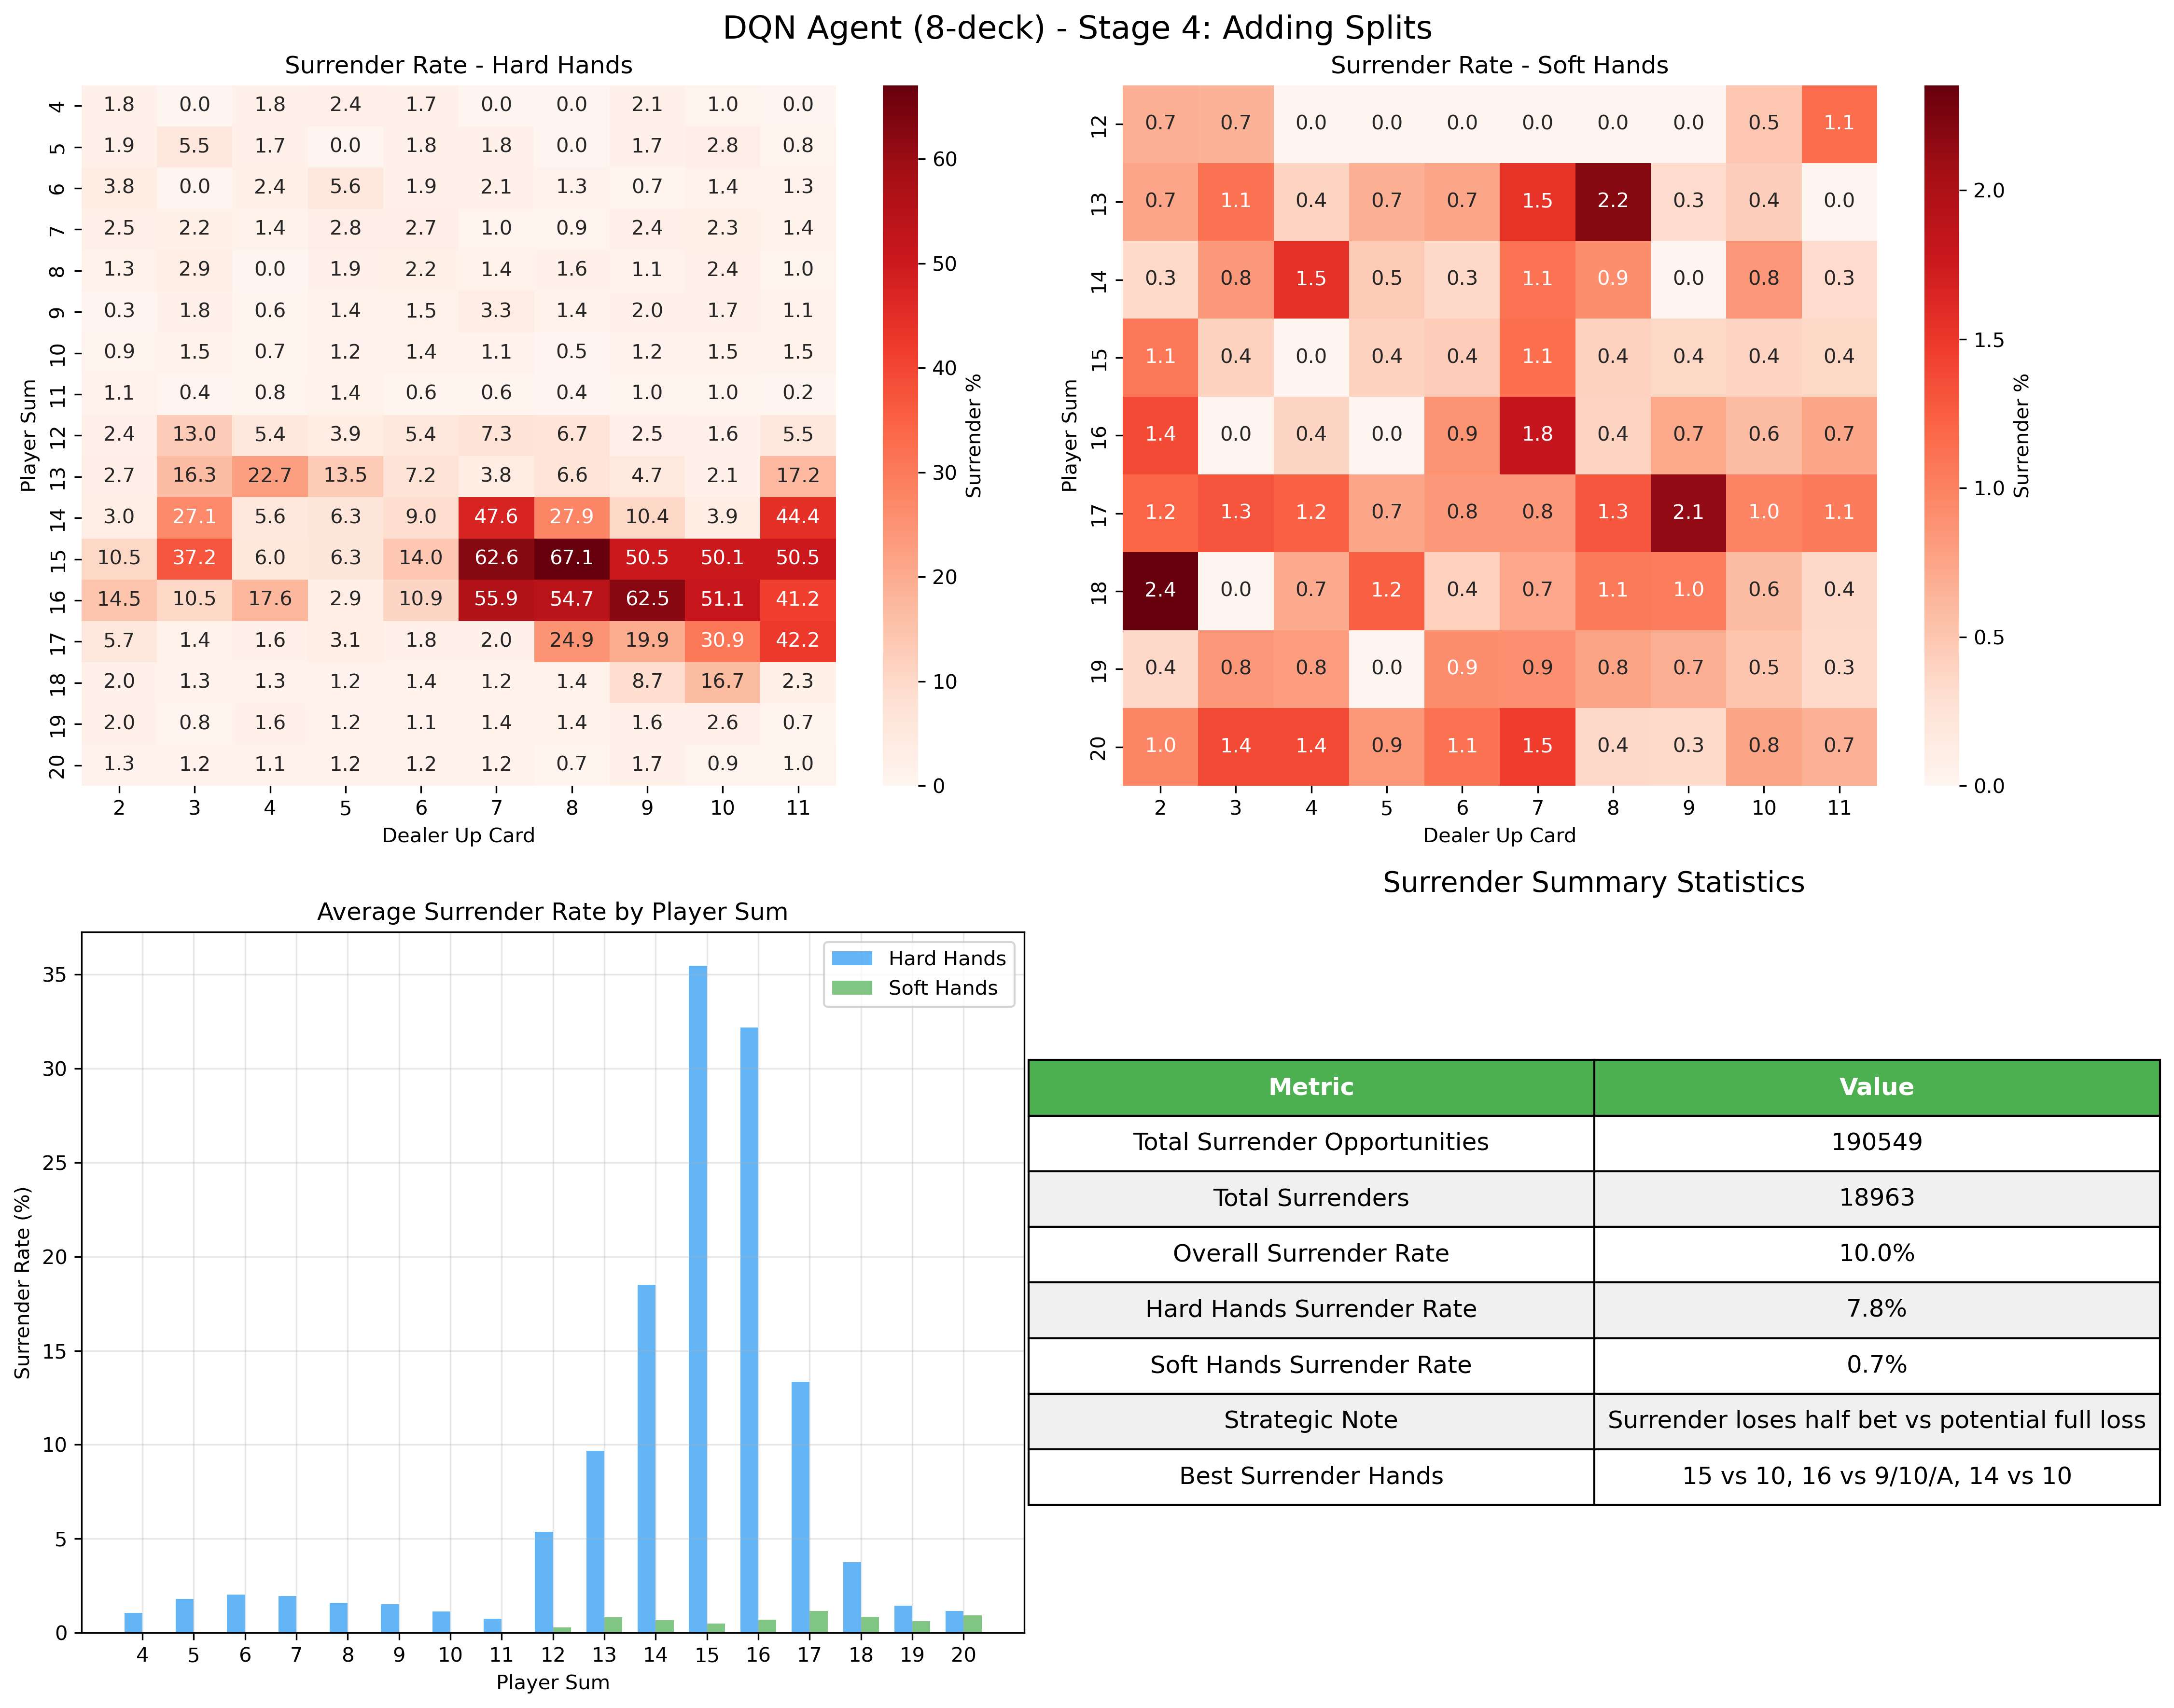 DQN Agent (8-deck) - Stage 4: Adding Splits
Surrender Rate - Hard Hands
Player Sum
4 1.8 0.0 1.8 2.4 1.7 0.0 0.0 2.1 1.0 0.0
5 1.9 5.5 1.7 0.0 1.8 1.8 0.0 1.7 2.8 0.8
6 3.8 0.0 2.4 5.6 1.9 2.1 1.3 0.7 1.4 1.3
7 2.5 2.2 1.4 2.8 2.7 1.0 0.9 2.4 2.3 1.4
8 1.3 2.9 0.0 1.9 2.2 1.4 1.6 1.1 2.4 1.0
9 0.3 1.8 0.6 1.4 1.5 3.3 1.4 2.0 1.7 1.1
10 0.9 1.5 0.7 1.2 1.4 1.1 0.5 1.2 1.5 1.5
11 1.1 0.4 0.8 1.4 0.6 0.6 0.4 1.0 1.0 0.2
12 2.4 13.0 5.4 3.9 5.4 7.3 6.7 2.5 1.6 5.5
13 2.7 16.3 22.7 13.5 7.2 3.8 6.6 4.7 2.1 17.2
14 3.0 27.1 5.6 6.3 9.0 47.6 27.9 10.4 3.9 44.4
15 10.5 37.2 6.0 6.3 14.0 62.6 67.1 50.5 50.1 50.5
16 14.5 10.5 17.6 2.9 10.9 55.9 54.7 62.5 51.1 41.2
17 5.7 1.4 1.6 3.1 1.8 2.0 24.9 19.9 30.9 42.2
18 2.0 1.3 1.3 1.2 1.4 1.2 1.4 8.7 16.7 2.3
19 2.0 0.8 1.6 1.2 1.1 1.4 1.4 1.6 2.6 0.7
20 1.3 1.2 1.1 1.2 1.2 1.2 0.7 1.7 0.9 1.0
2 3 4 5 6 7 8 9 10 11
Dealer Up Card
60
50
40
30
20
10
0
Surrender %
Surrender Rate - Soft Hands
Player Sum
12 0.7 0.7 0.0 0.0 0.0 0.0 0.0 0.0 0.5 1.1
13 0.7 1.1 0.4 0.7 0.7 1.5 2.2 0.3 0.4 0.0
14 0.3 0.8 1.5 0.5 0.3 1.1 0.9 0.0 0.8 0.3
15 1.1 0.4 0.0 0.4 0.4 1.1 0.4 0.4 0.4 0.4
16 1.4 0.0 0.4 0.0 0.9 1.8 0.4 0.7 0.6 0.7
17 1.2 1.3 1.2 0.7 0.8 0.8 1.3 2.1 1.0 1.1
18 2.4 0.0 0.7 1.2 0.4 0.7 1.1 1.0 0.6 0.4
19 0.4 0.8 0.8 0.0 0.9 0.9 0.8 0.7 0.5 0.3
20 1.0 1.4 1.4 0.9 1.1 1.5 0.4 0.3 0.8 0.7
2 3 4 5 6 7 8 9 10 11
Dealer Up Card
2.0
1.5
1.0
0.5
0.0
Surrender %
Average Surrender Rate by Player Sum
Hard Hands
Soft Hands
Surrender Rate (%)
35
30
25
20
15
10
5
0
4 5 6 7 8 9 10 11 12 13 14 15 16 17 18 19 20
Player Sum
Surrender Summary Statistics
Metric Value
Total Surrender Opportunities 190549
Total Surrenders 18963
Overall Surrender Rate 10.0%
Hard Hands Surrender Rate 7.8%
Soft Hands Surrender Rate 0.7%
Strategic Note Surrender loses half bet vs potential full loss
Best Surrender Hands 15 vs 10, 16 vs 9/10/A, 14 vs 10